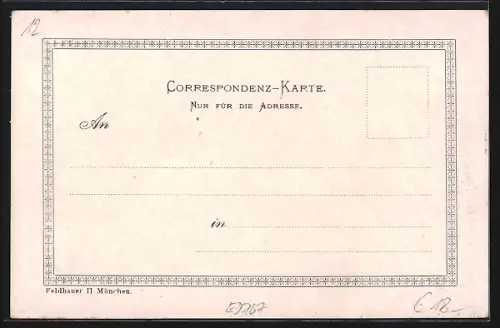 12
CORRESPONDENZ-KARTE.
NUR FÜR DIE ADRESSE.
An
in
Feldbauer II München.
€ 18.-